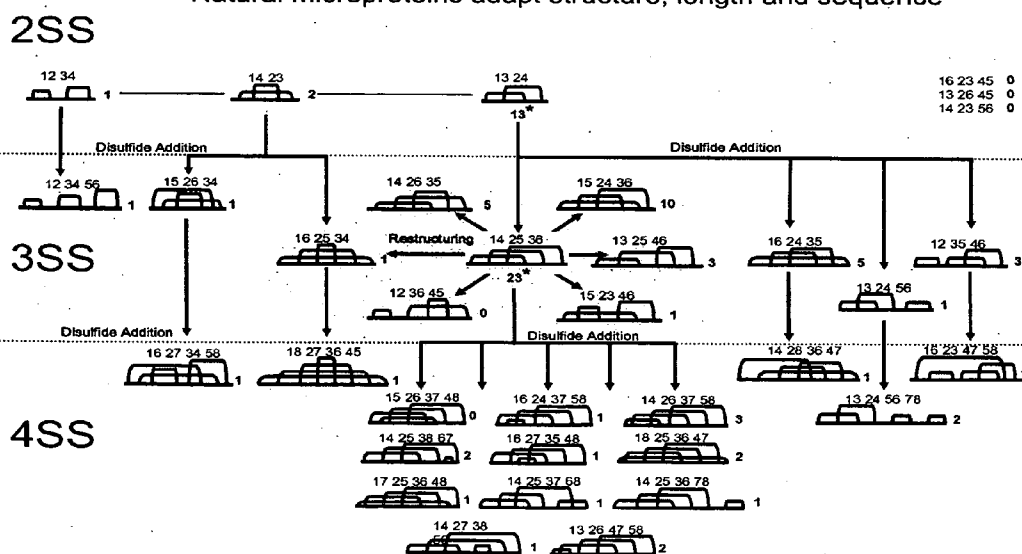 Natural microproteins adapt structure, length and sequence
2SS
12 34
1
14 23
2
13 24
13*
16 23 45 0
13 26 45 0
14 23 56 0
Disulfide Addition
Disulfide Addition
3SS
12 34 56
1
15 26 34
1
14 26 35
5
15 24 36
10
16 25 34
1
Restructuring
14 25 36
23*
13 25 46
3
16 24 35
5
12 35 46
3
13 24 56
1
12 36 45
0
15 23 46
1
Disulfide Addition
Disulfide Addition
4SS
16 27 34 58
1
18 27 36 45
1
14 28 36 47
1
16 23 47 58
13 24 56 78
2
15 26 37 48
0
16 24 37 58
1
14 26 37 58
3
14 25 38 67
2
16 27 35 48
1
18 25 36 47
2
17 25 36 48
1
14 25 37 68
1
14 25 36 78
1
14 27 38
1
13 26 47 58
2